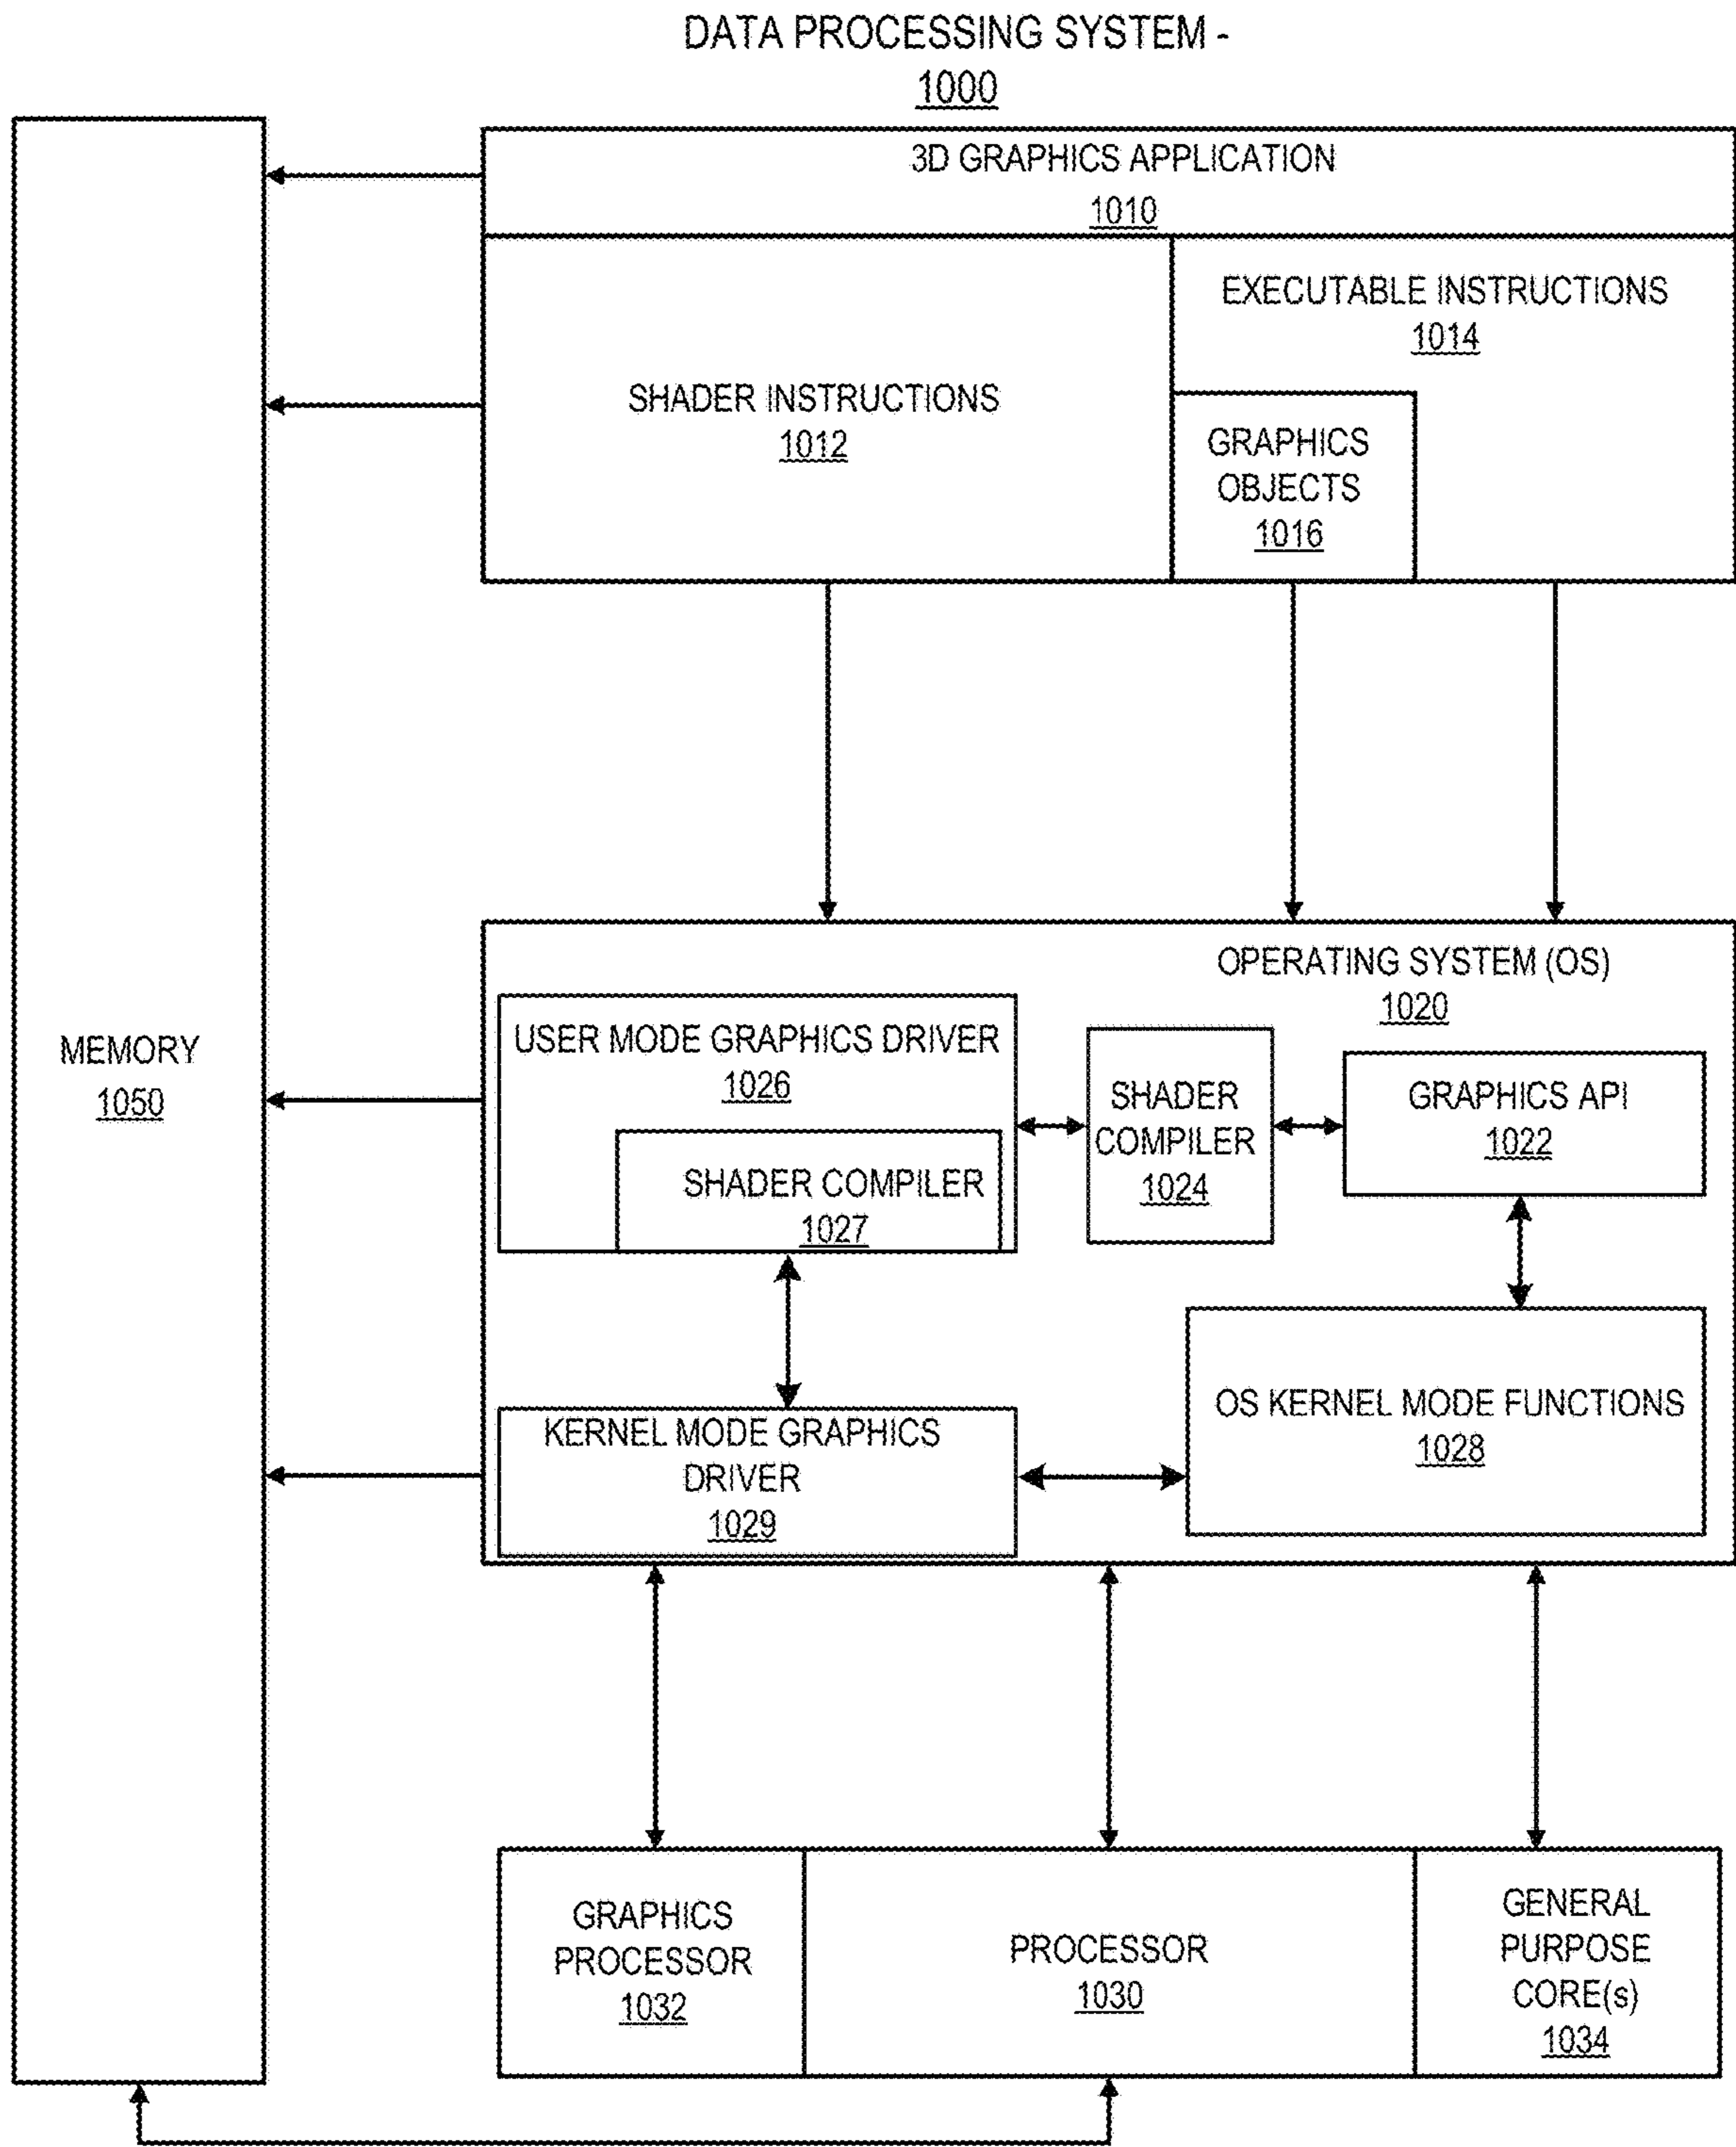 DATA PROCESSING SYSTEM -
1000
3D GRAPHICS APPLICATION
1010
SHADER INSTRUCTIONS
1012
EXECUTABLE INSTRUCTIONS
1014
GRAPHICS
OBJECTS
1016
MEMORY
1050
OPERATING SYSTEM (OS)
1020
USER MODE GRAPHICS DRIVER
1026
SHADER COMPILER
1027
SHADER
COMPILER
1024
GRAPHICS API
1022
KERNEL MODE GRAPHICS
DRIVER
1029
OS KERNEL MODE FUNCTIONS
1028
GRAPHICS
PROCESSOR
1032
PROCESSOR
1030
GENERAL
PURPOSE
CORE(s)
1034